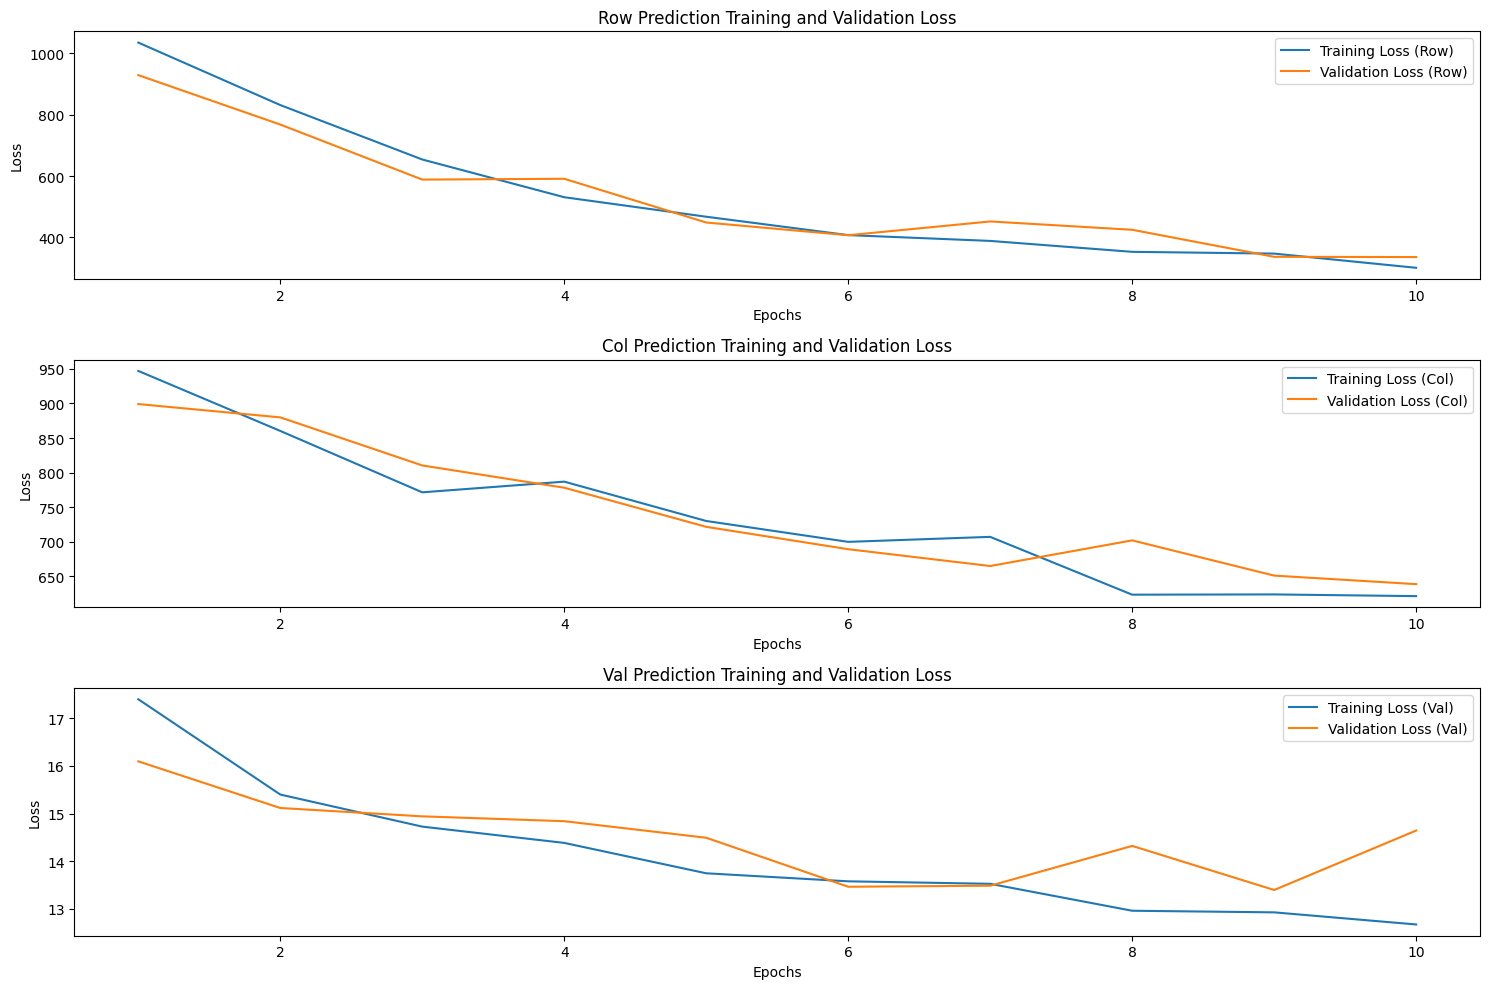 Row Prediction Training and Validation Loss
1000
800
600
400
Loss
Training Loss (Row)
Validation Loss (Row)
2 4 6 8 10
Epochs
Col Prediction Training and Validation Loss
950
900
850
800
750
700
650
Loss
Training Loss (Col)
Validation Loss (Col)
2 4 6 8 10
Epochs
Val Prediction Training and Validation Loss
17
16
15
14
13
Loss
Training Loss (Val)
Validation Loss (Val)
2 4 6 8 10
Epochs